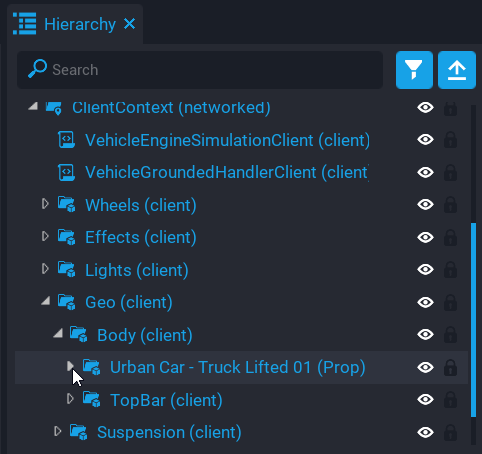 Hierarchy
Search
ClientContext (networked)
VehicleEngineSimulationClient (client)
VehicleGroundedHandlerClient (client
Wheels (client)
Effects (client)
Lights (client)
Geo (client)
Body (client)
Urban Car - Truck Lifted 01 (Prop)
TopBar (client)
Suspension (client)